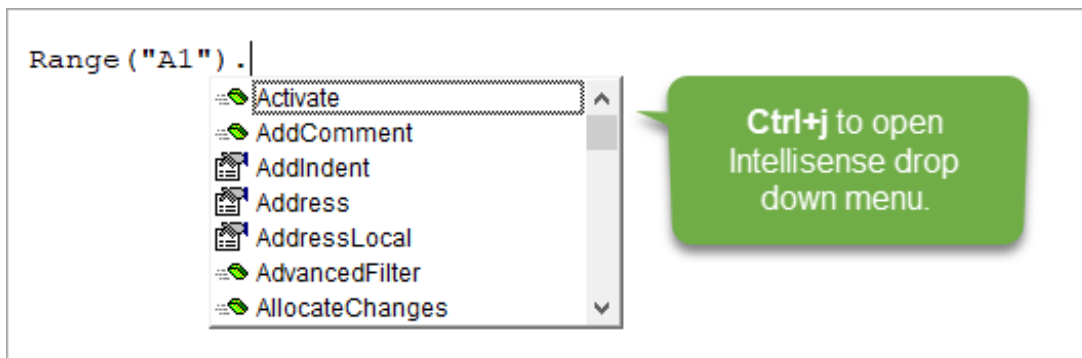 Range("A1").
Activate
AddComment
AddIndent
Address
AddressLocal
AdvancedFilter
AllocateChanges
Ctrl+j to open
Intellisense drop
down menu.